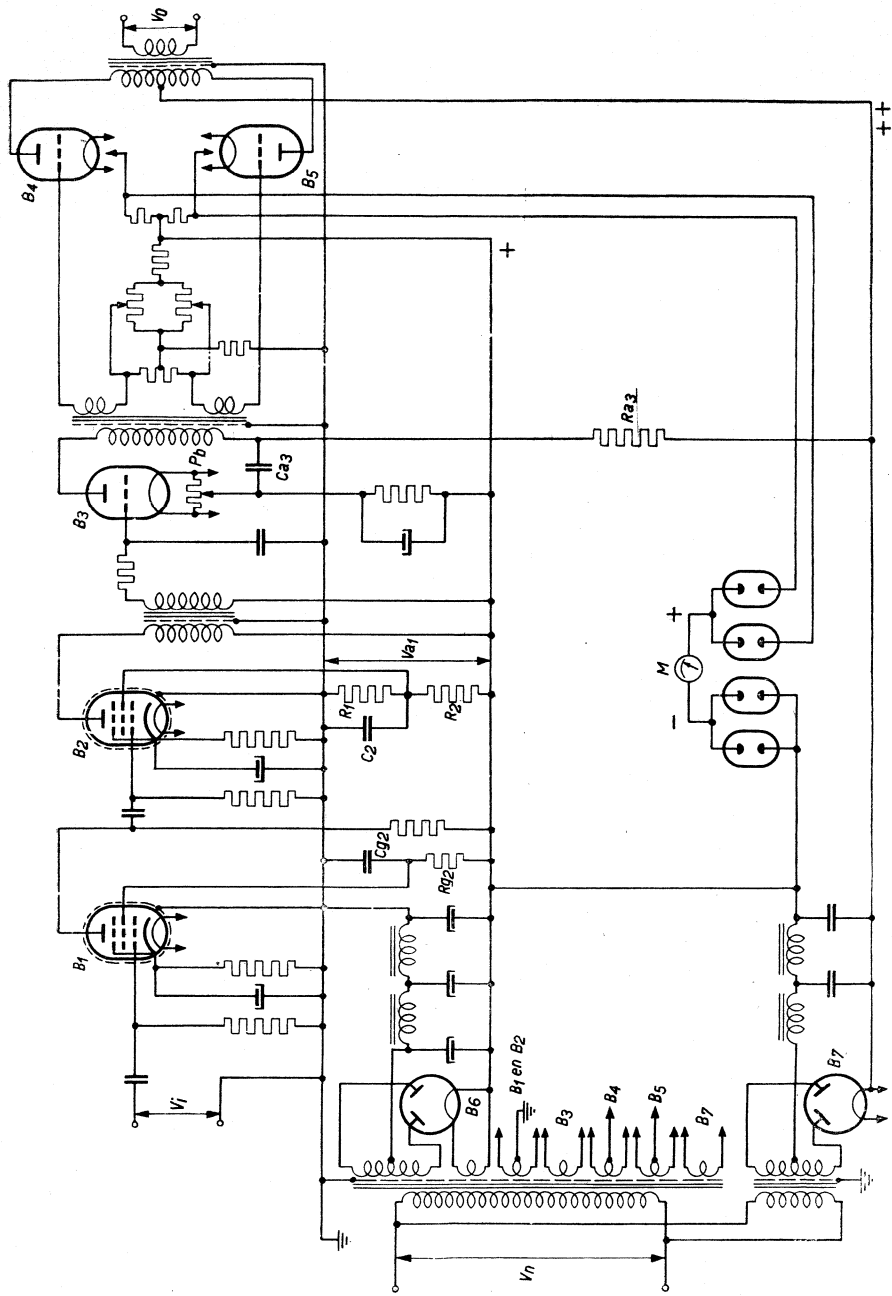 Vo
B4
B5
+ +
+
Pb
B3
Ca3
Ra3
Va1
B2
R1
C2
R2
M
+
−
Cg2
Rg2
B1
Vi
B6
B1 en B2
B3
B4
B5
B7
B7
Vn